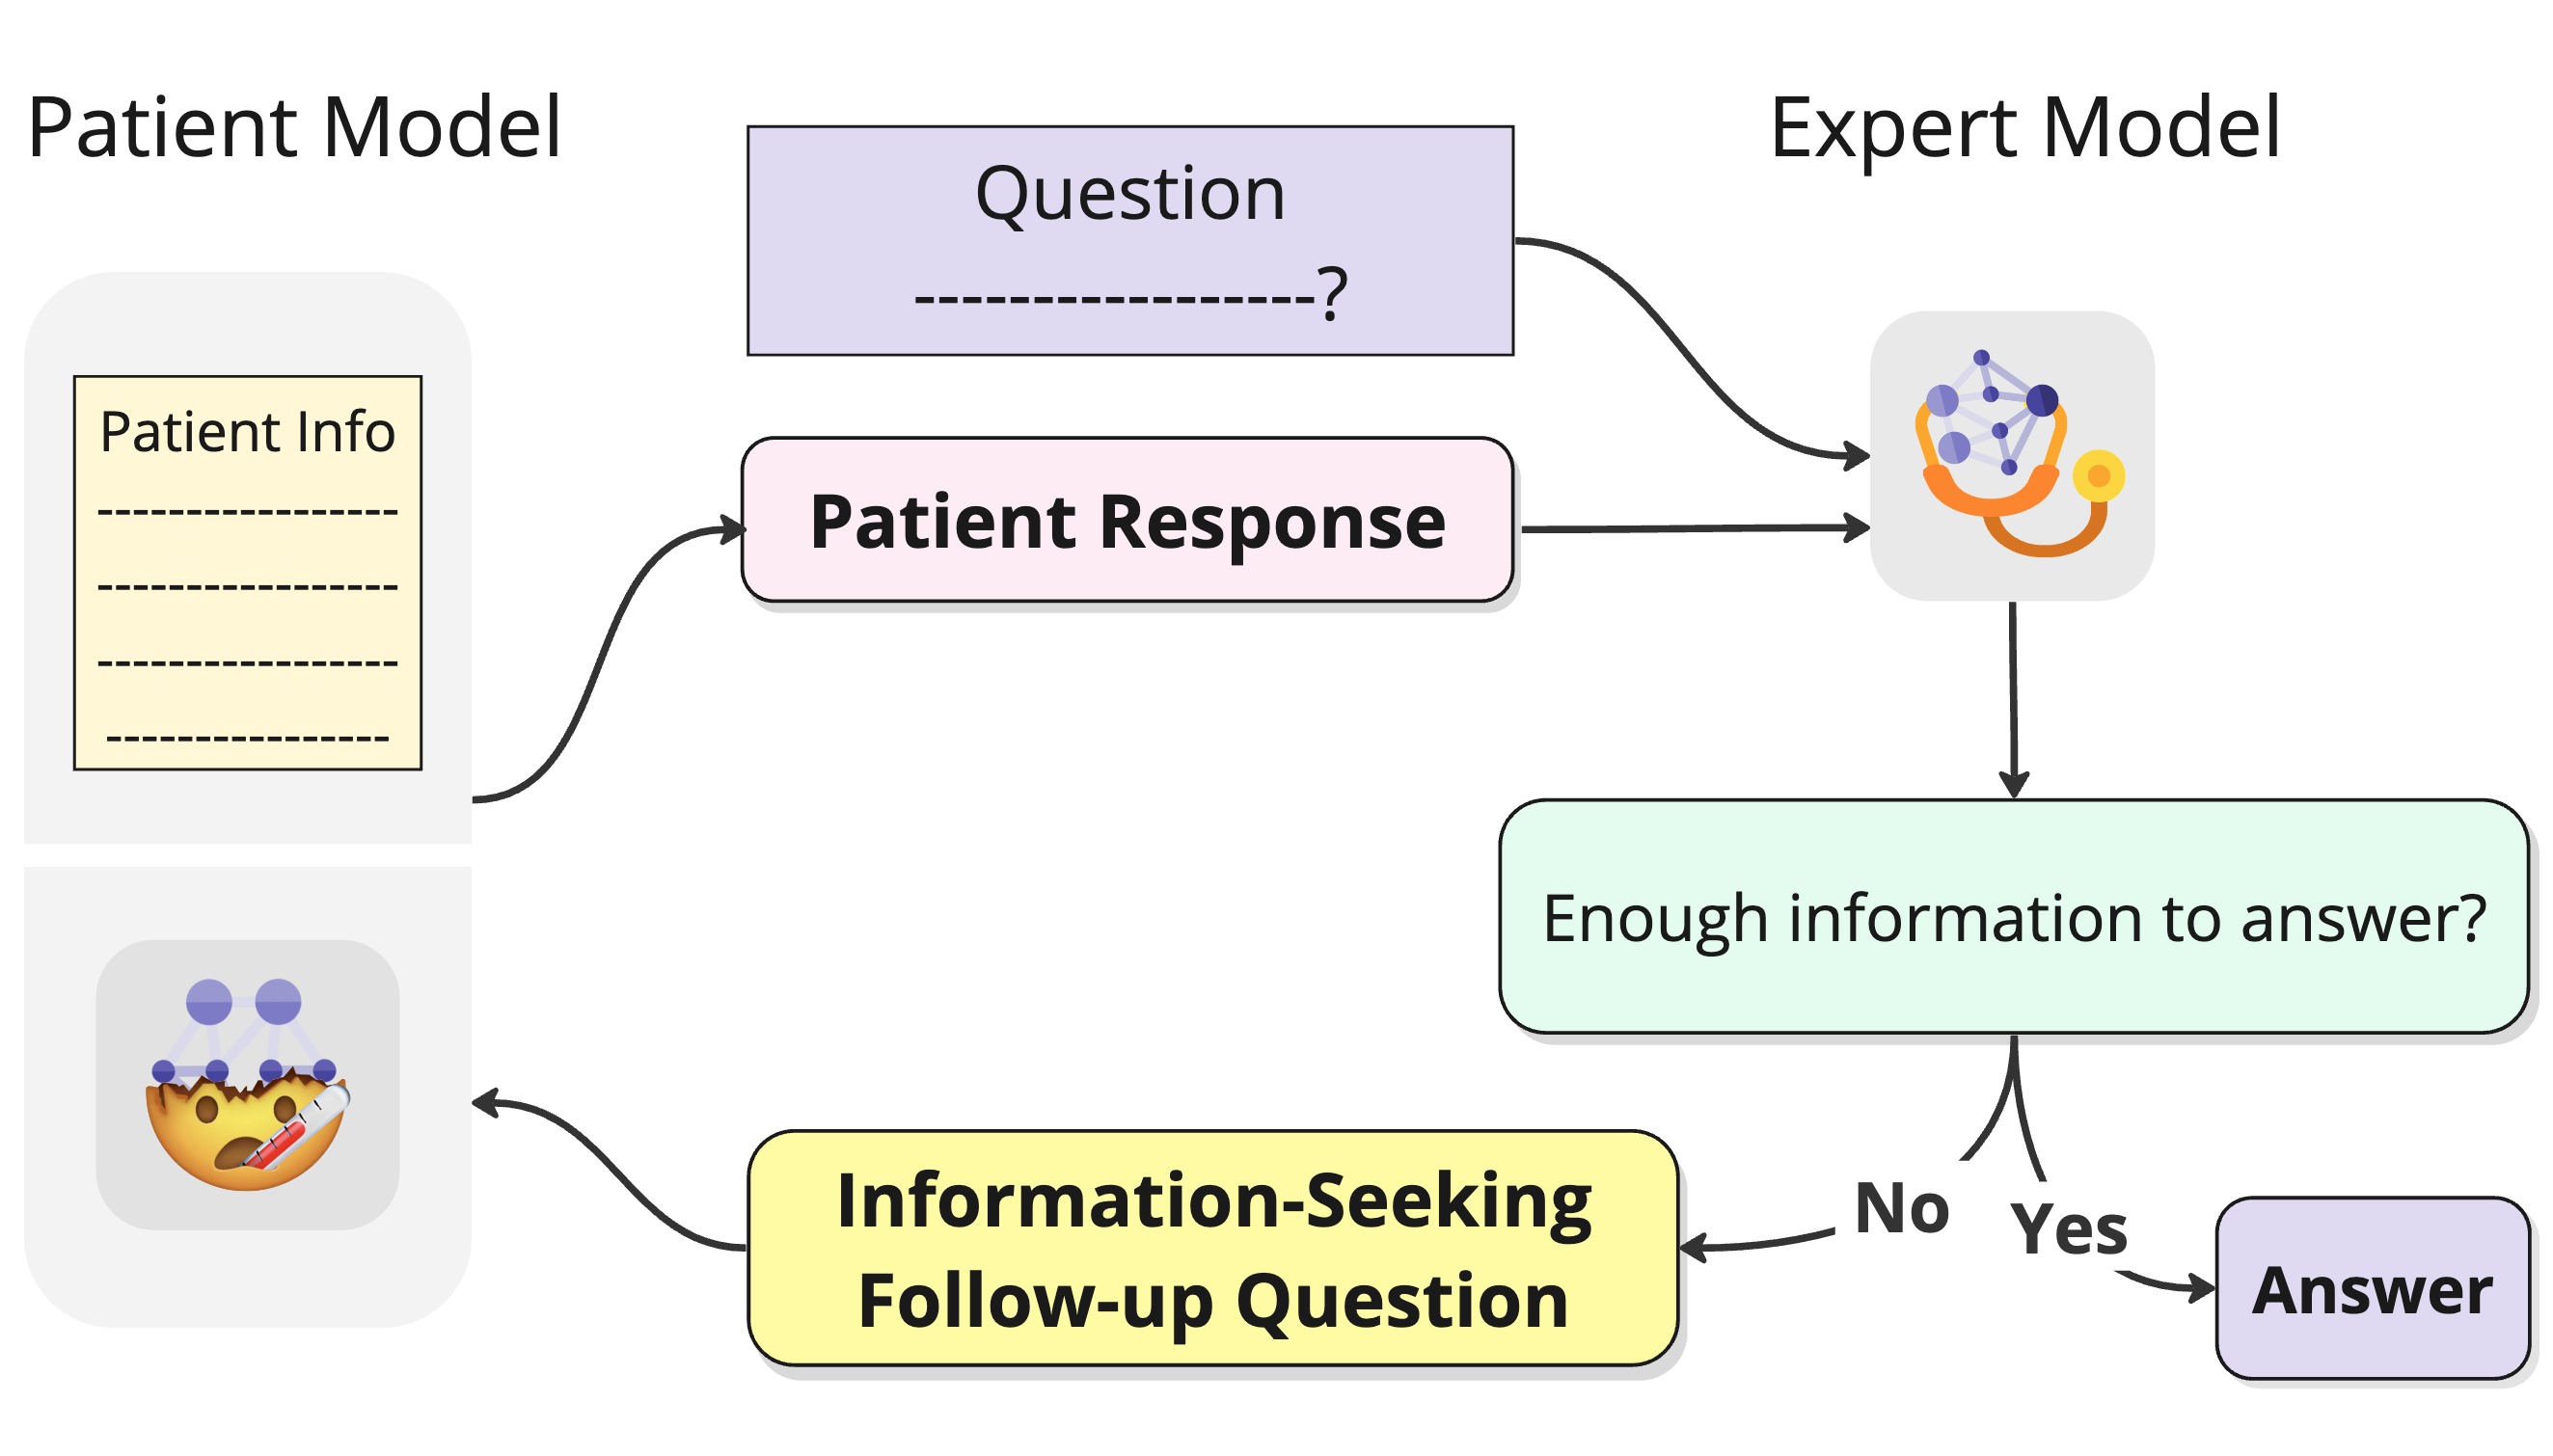 Patient Model
Expert Model
Question
-----------------?
Patient Info
-----------------
-----------------
-----------------
----------------
Patient Response
Enough information to answer?
No
Yes
Information-Seeking
Follow-up Question
Answer